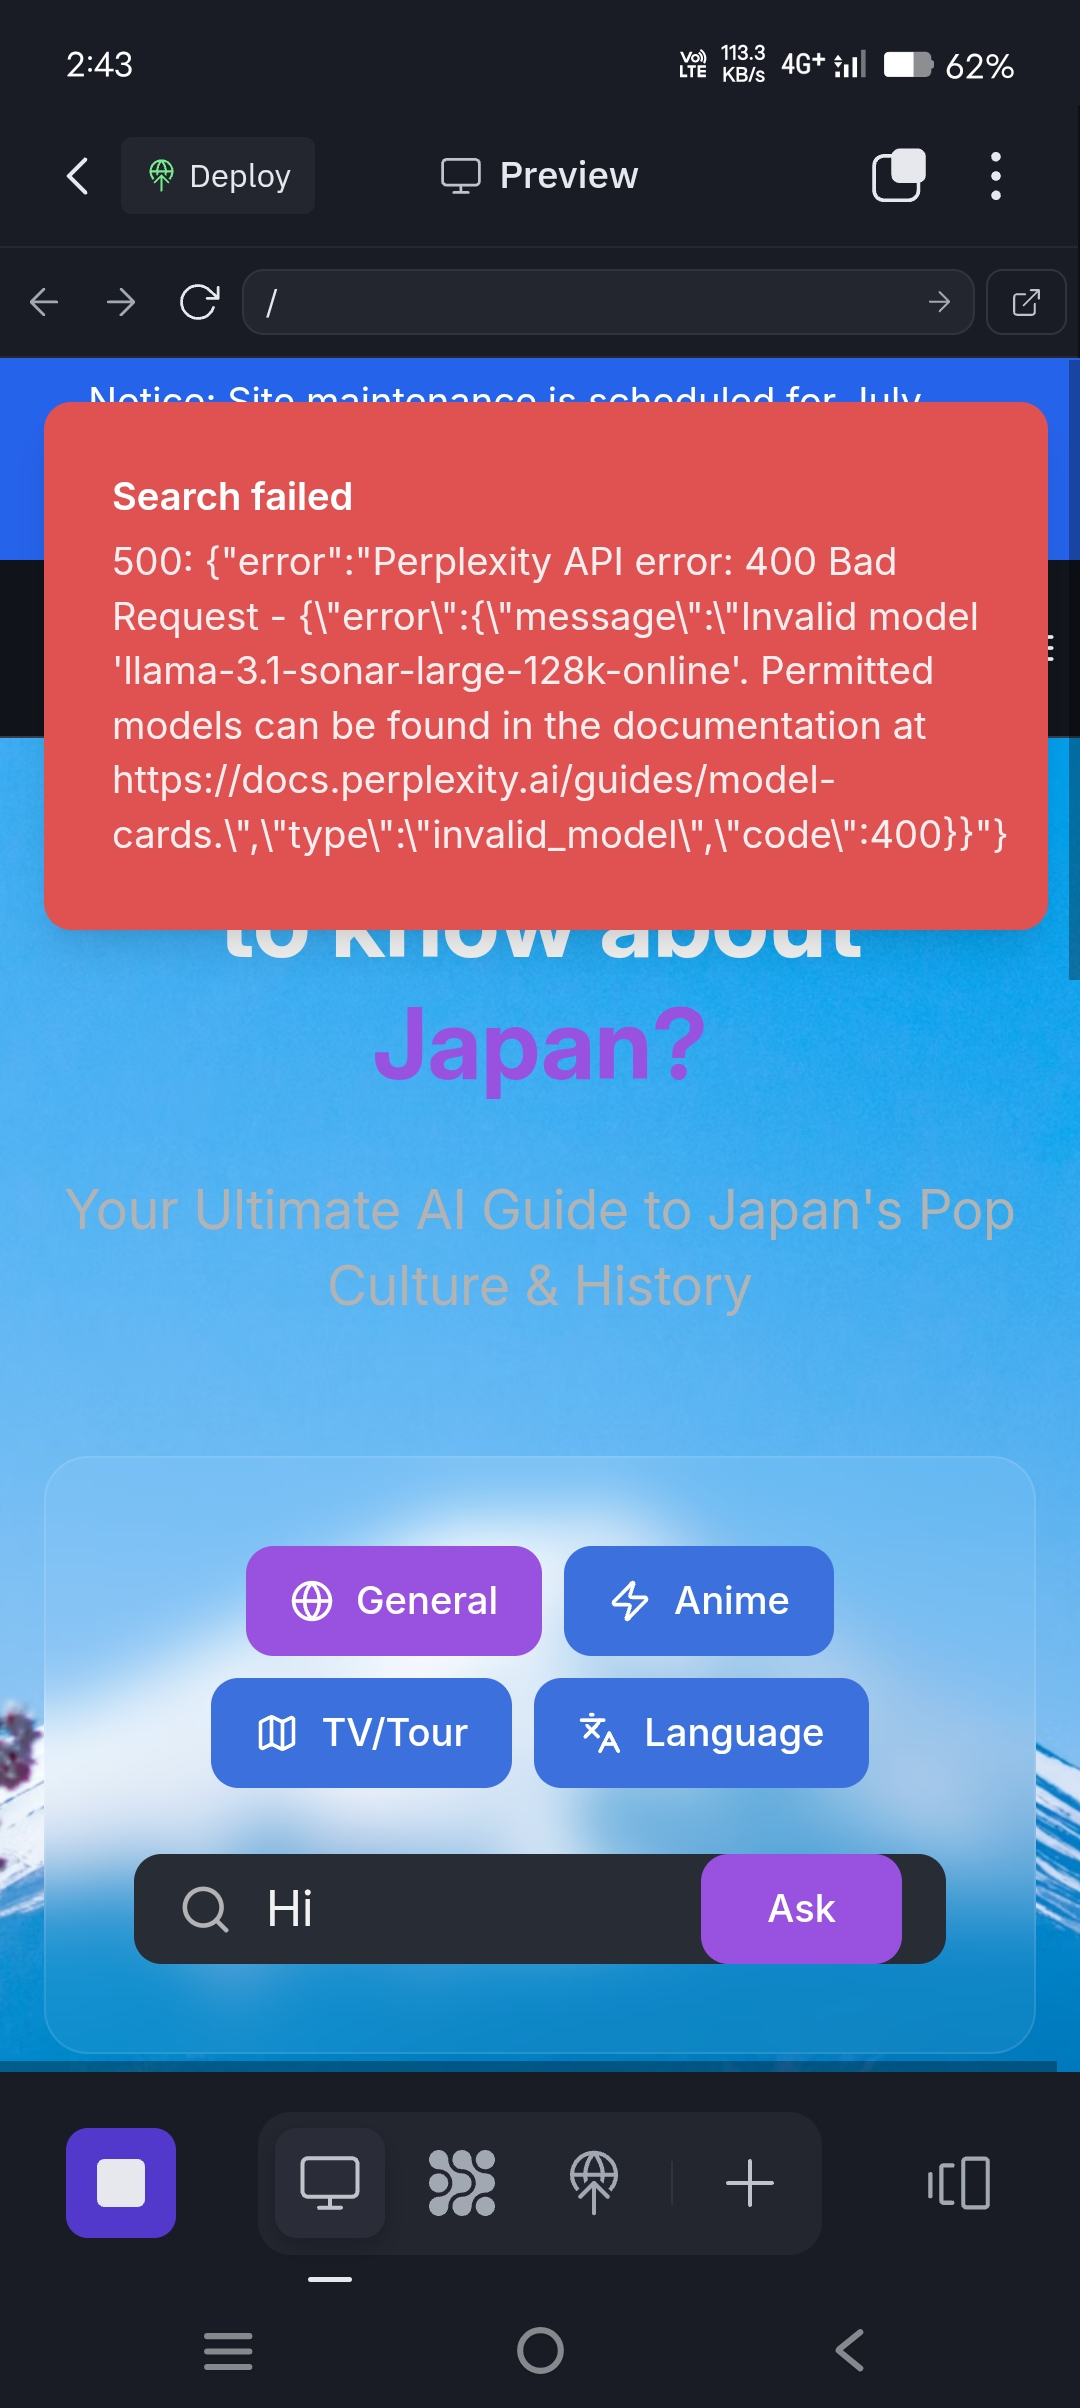 2:43
Vo)) LTE 113.3 KB/s 4G+ 62%
Deploy
Preview
/
Notice: Site maintenance is scheduled for July
Search failed
500: {"error":"Perplexity API error: 400 Bad
Request - {\"error\":{\"message\":\"Invalid model
'llama-3.1-sonar-large-128k-online'. Permitted
models can be found in the documentation at
https://docs.perplexity.ai/guides/model-
cards.\",\"type\":\"invalid_model\",\"code\":400}}"}
to know about
Japan?
Your Ultimate AI Guide to Japan's Pop
Culture & History
General
Anime
TV/Tour
Language
Hi
Ask